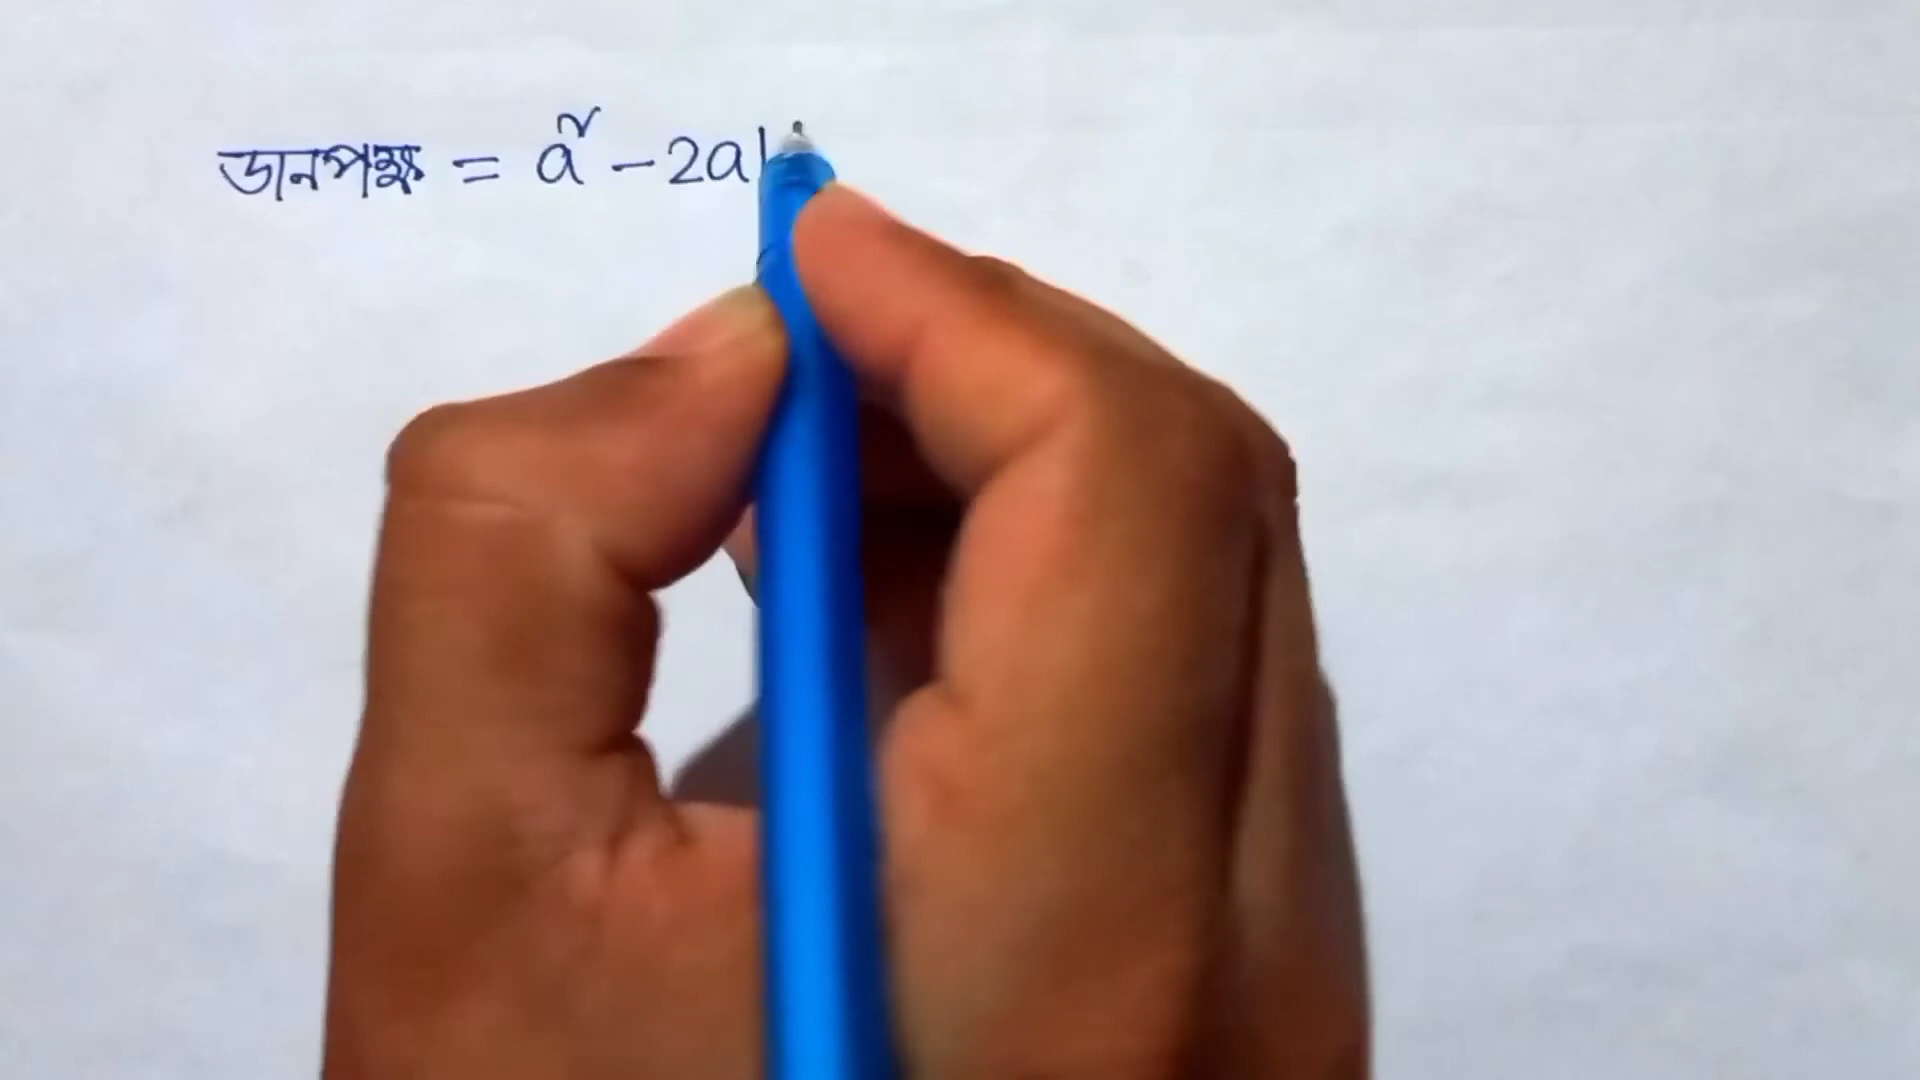 ডানপক্ষ = a² - 2a